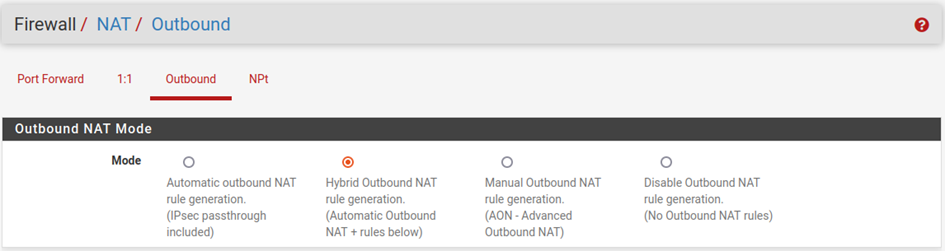 Firewall / NAT / Outbound
Port Forward 1:1 Outbound NPt
Outbound NAT Mode
Mode
Automatic outbound NAT
rule generation.
(IPsec passthrough
included)
Hybrid Outbound NAT
rule generation.
(Automatic Outbound
NAT + rules below)
Manual Outbound NAT
rule generation.
(AON - Advanced
Outbound NAT)
Disable Outbound NAT
rule generation.
(No Outbound NAT rules)